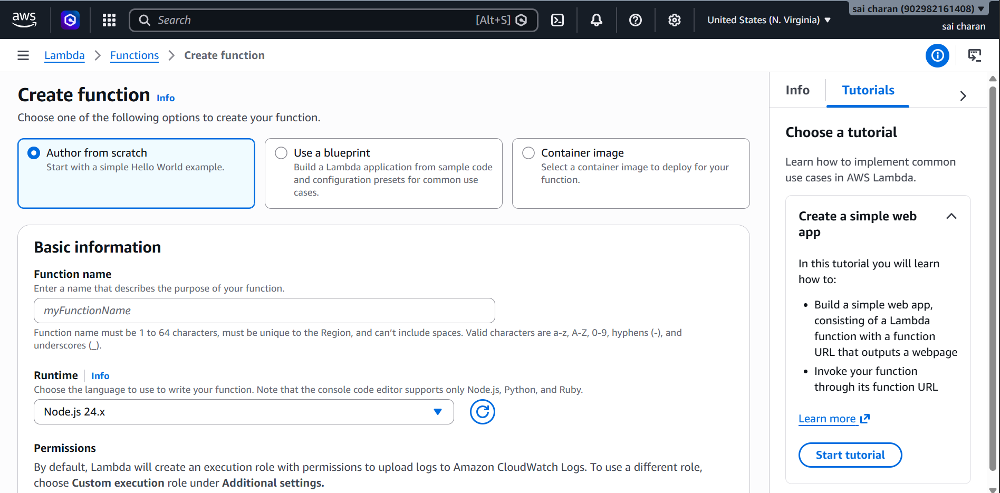 aws
Search
[Alt+S]
United States (N. Virginia)
sai charan (902982161408)
sai charan
Lambda
Functions
Create function
Create function Info
Choose one of the following options to create your function.
Author from scratch
Start with a simple Hello World example.
Use a blueprint
Build a Lambda application from sample code
and configuration presets for common use
cases.
Container image
Select a container image to deploy for your
function.
Basic information
Function name
Enter a name that describes the purpose of your function.
myFunctionName
Function name must be 1 to 64 characters, must be unique to the Region, and can’t include spaces. Valid characters are a-z, A-Z, 0-9, hyphens (-), and
underscores (_).
Runtime Info
Choose the language to use to write your function. Note that the console code editor supports only Node.js, Python, and Ruby.
Node.js 24.x
Permissions
By default, Lambda will create an execution role with permissions to upload logs to Amazon CloudWatch Logs. To use a different role,
choose Custom execution role under Additional settings.
Info
Tutorials
Choose a tutorial
Learn how to implement common
use cases in AWS Lambda.
Create a simple web
app
In this tutorial you will learn
how to:
• Build a simple web app,
consisting of a Lambda
function with a function
URL that outputs a webpage
• Invoke your function
through its function URL
Learn more
Start tutorial